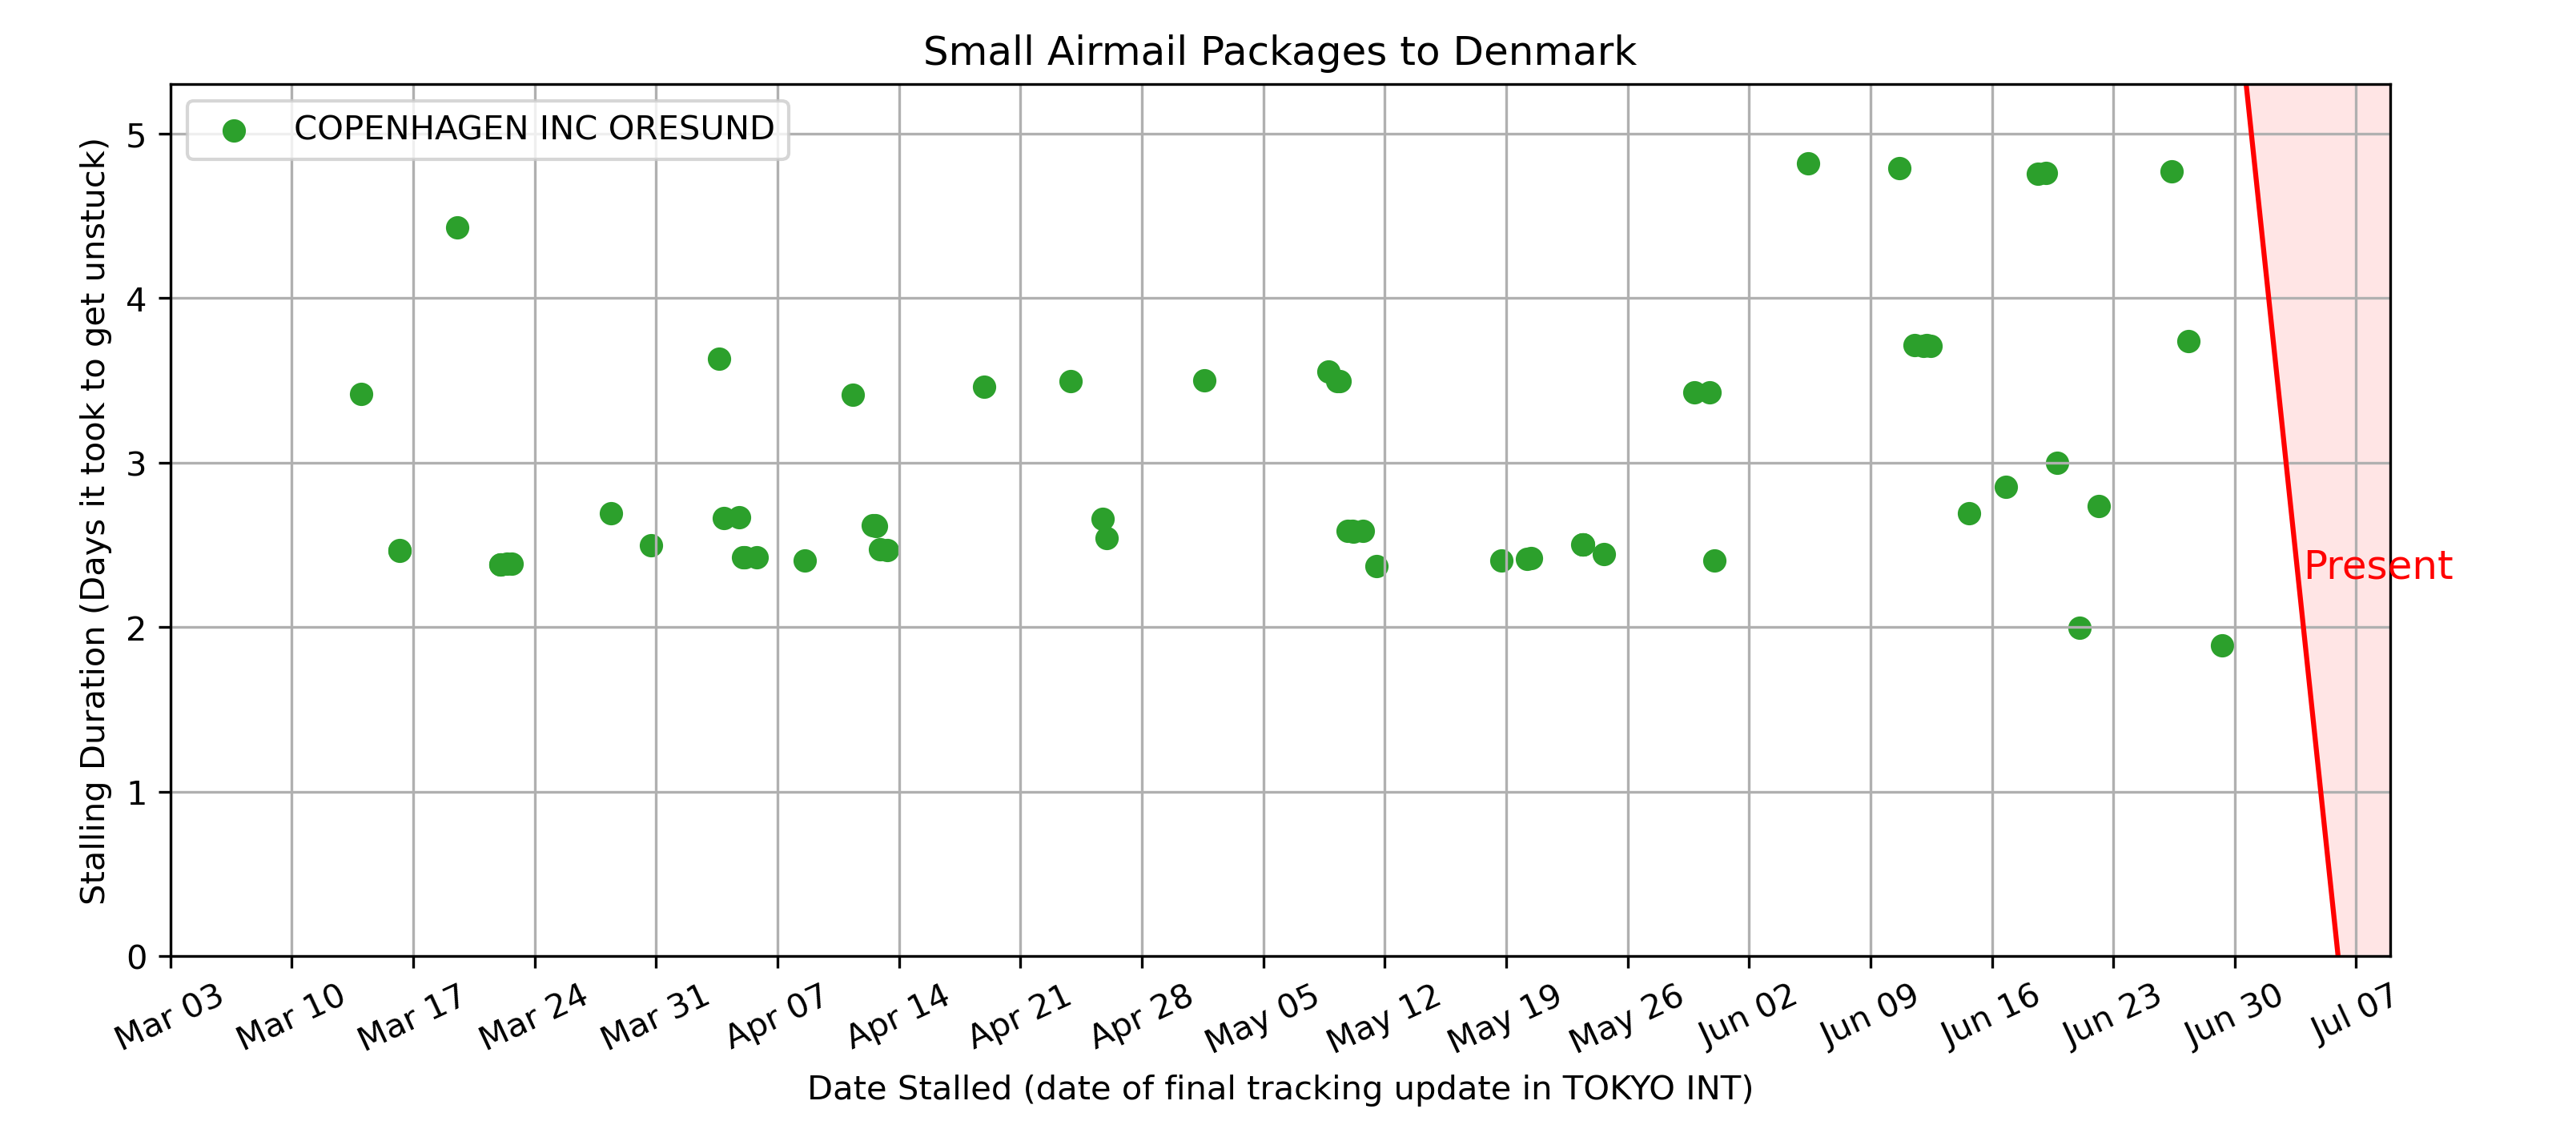 Small Airmail Packages to Denmark
COPENHAGEN INC ORESUND
Stalling Duration (Days it took to get unstuck)
5
4
3
2
1
0
Present
Mar 03
Mar 10
Mar 17
Mar 24
Mar 31
Apr 07
Apr 14
Apr 21
Apr 28
May 05
May 12
May 19
May 26
Jun 02
Jun 09
Jun 16
Jun 23
Jun 30
Jul 07
Date Stalled (date of final tracking update in TOKYO INT)